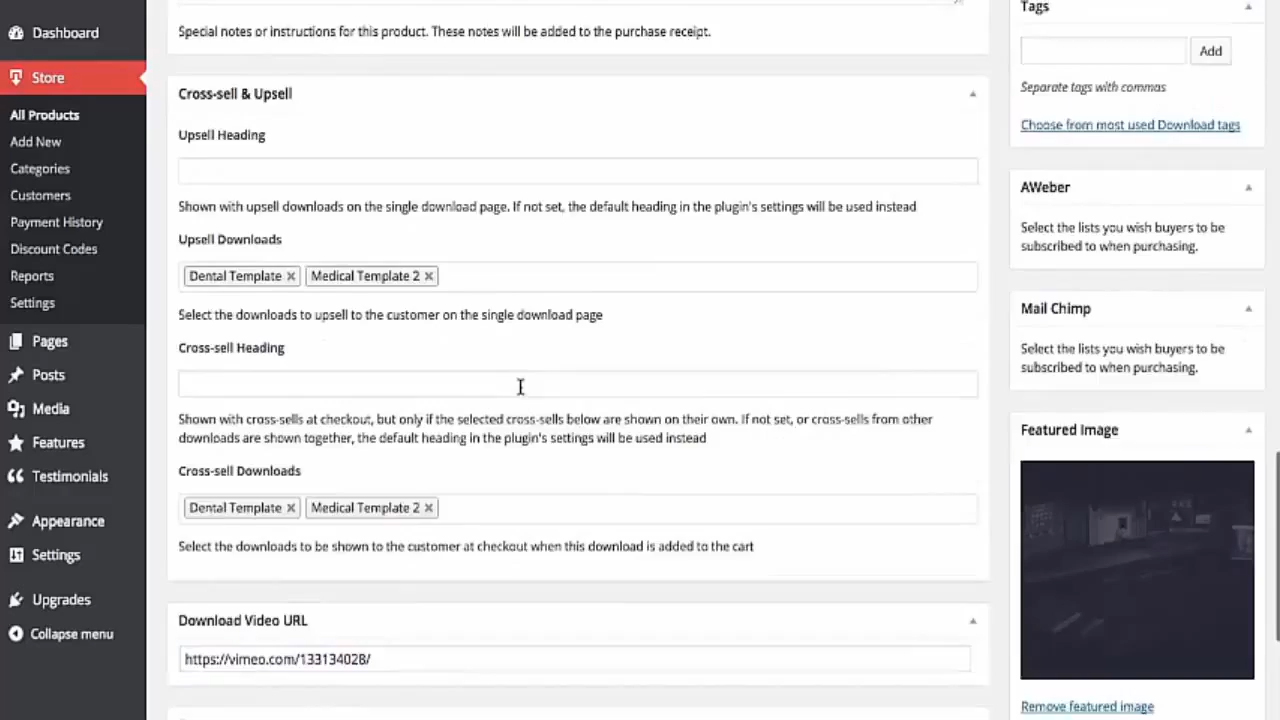 Dashboard
Store
All Products
Add New
Categories
Customers
Payment History
Discount Codes
Reports
Settings
Pages
Posts
Media
Features
Testimonials
Appearance
Settings
Upgrades
Collapse menu
Special notes or instructions for this product. These notes will be added to the purchase receipt.
Cross-sell & Upsell
Upsell Heading
Shown with upsell downloads on the single download page. If not set, the default heading in the plugin's settings will be used instead
Upsell Downloads
Dental Template × Medical Template 2 ×
Select the downloads to upsell to the customer on the single download page
Cross-sell Heading
Shown with cross-sells at checkout, but only if the selected cross-sells below are shown on their own. If not set, or cross-sells from other
downloads are shown together, the default heading in the plugin's settings will be used instead
Cross-sell Downloads
Dental Template × Medical Template 2 ×
Select the downloads to be shown to the customer at checkout when this download is added to the cart
Download Video URL
https://vimeo.com/133134028/
Tags
Add
Separate tags with commas
Choose from most used Download tags
AWeber
Select the lists you wish buyers to be
subscribed to when purchasing.
Mail Chimp
Select the lists you wish buyers to be
subscribed to when purchasing.
Featured Image
Remove featured image